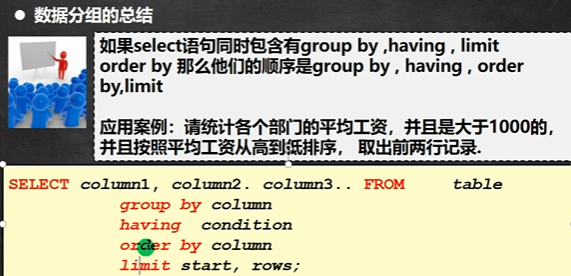 ● 数据分组的总结
如果select语句同时包含有group by ,having , limit
order by 那么他们的顺序是group by , having , order
by,limit
应用案例：请统计各个部门的平均工资，并且是大于1000的，
并且按照平均工资从高到低排序， 取出前两行记录.
SELECT column1, column2. column3.. FROM table
group by column
having condition
order by column
limit start, rows;